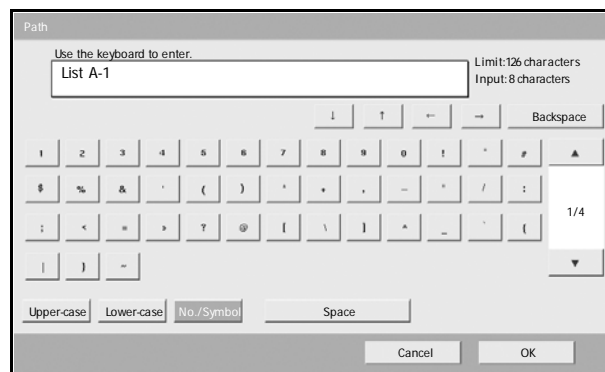 Path
Use the keyboard to enter.
List A-1
Limit:126 characters
Input: 8 characters
↓ ↑ ← → Backspace
1 2 3 4 5 6 7 8 9 0 ! " # ▲
$ % & ' ( ) * + , – /  :
1/4
; < = > ? @ [ \ ] ^ _ ` {
| } ~ ▼
Upper-case Lower-case No./Symbol Space
Cancel OK